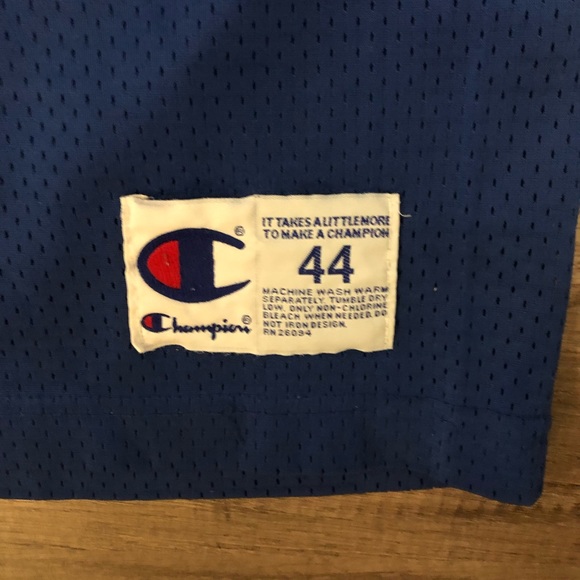 ®
IT TAKES A LITTLE MORE
TO MAKE A CHAMPION
44
MACHINE WASH WARM
SEPARATELY, TUMBLE DRY
LOW, ONLY NON-CHLORINE
BLEACH WHEN NEEDED. DO
NOT IRON DESIGN.
RN 26094
Champion®